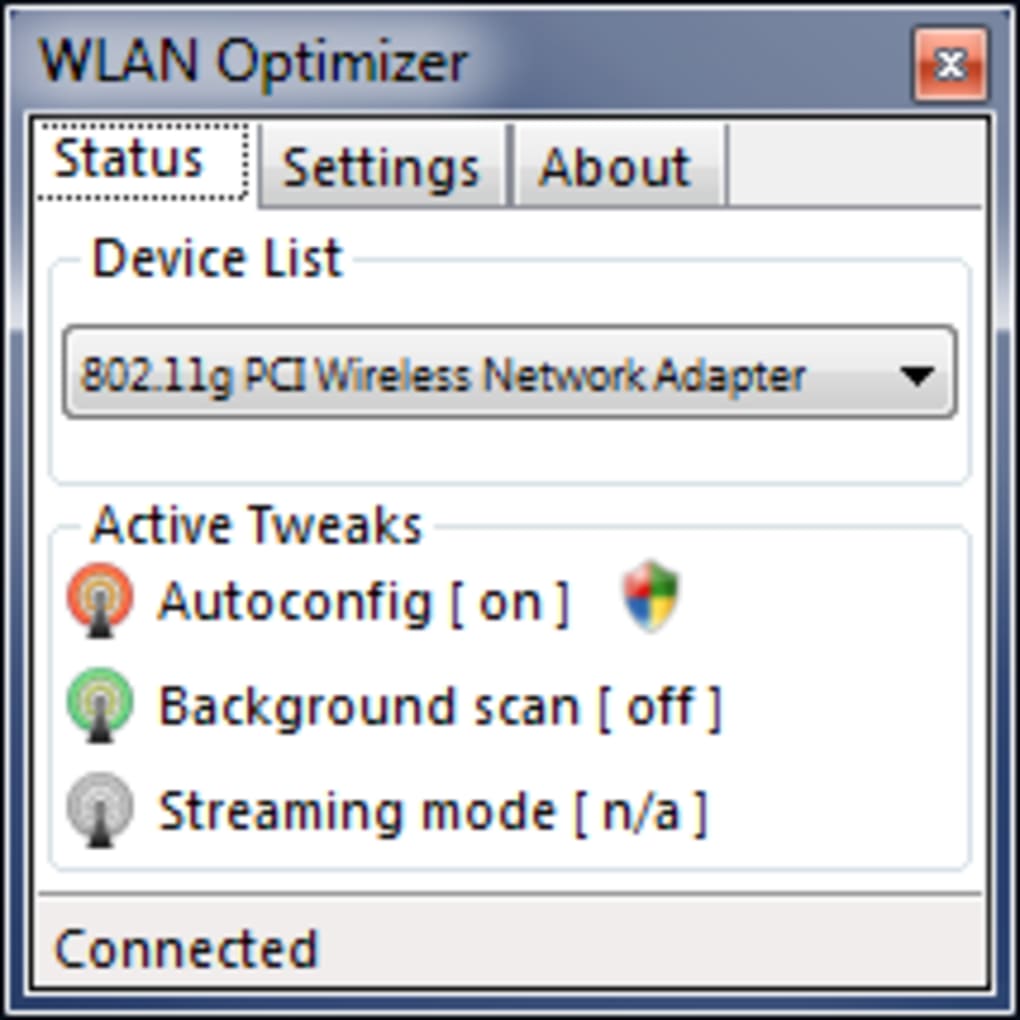 WLAN Optimizer
Status Settings About
Device List
802.11g PCI Wireless Network Adapter
Active Tweaks
Autoconfig [ on ]
Background scan [ off ]
Streaming mode [ n/a ]
Connected